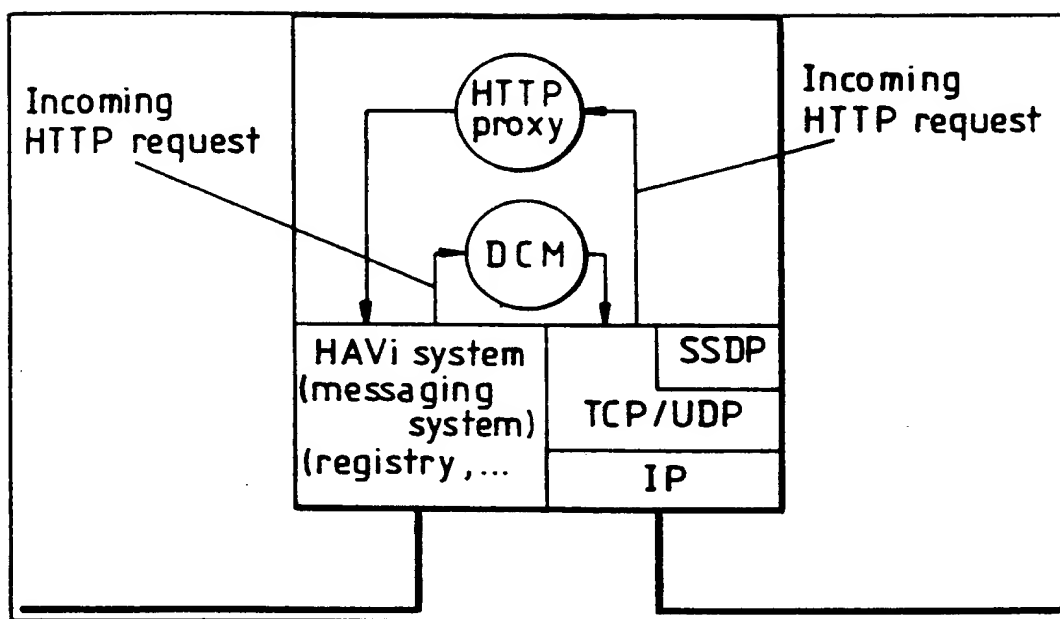 Incoming
HTTP request
HTTP
proxy
Incoming
HTTP request
DCM
HAVi system
(messaging
system)
(registry,...
SSDP
TCP/UDP
IP